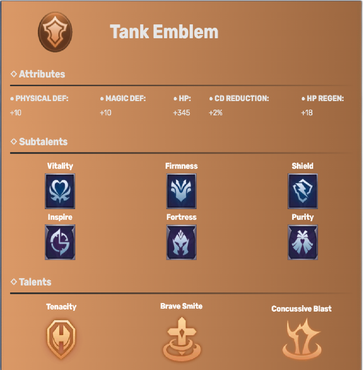 Tank Emblem
Attributes
PHYSICAL DEF: MAGIC DEF: HP: CD REDUCTION: HP REGEN:
+10 +10 +345 +2% +18
Subtalents
Vitality Firmness Shield
Inspire Fortress Purity
Talents
Tenacity Brave Smite Concussive Blast